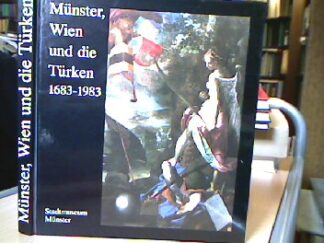 Münster, Wien und die Türken
Münster,
Wien
und die
Türken
1683-1983
Stadtmuseum
Münster